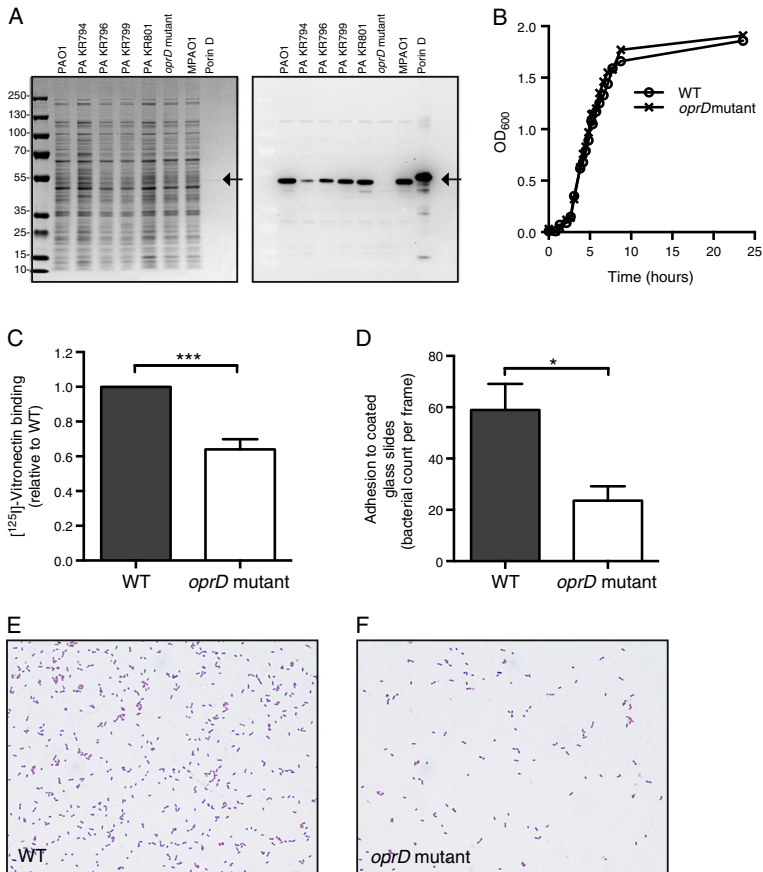 A
PAO1
PA KR794
PA KR796
PA KR799
PA KR801
oprD mutant
MPAO1
Porin D
250-
130-
100-
70-
55-
35-
25-
15-
10-
PAO1
PA KR794
PA KR796
PA KR799
PA KR801
oprD mutant
MPAO1
Porin D
B
OD600
2.0
1.5
1.0
0.5
0.0
WT
oprDmutant
0
5
10
15
20
25
Time (hours)
C
[125I]-Vitronectin binding
(relative to WT)
1.2
1.0
0.8
0.6
0.4
0.2
0.0
***
WT
oprD mutant
D
Adhesion to coated
glass slides
(bacterial count per frame)
80
60
40
20
0
*
WT
oprD mutant
E
WT
F
oprD mutant